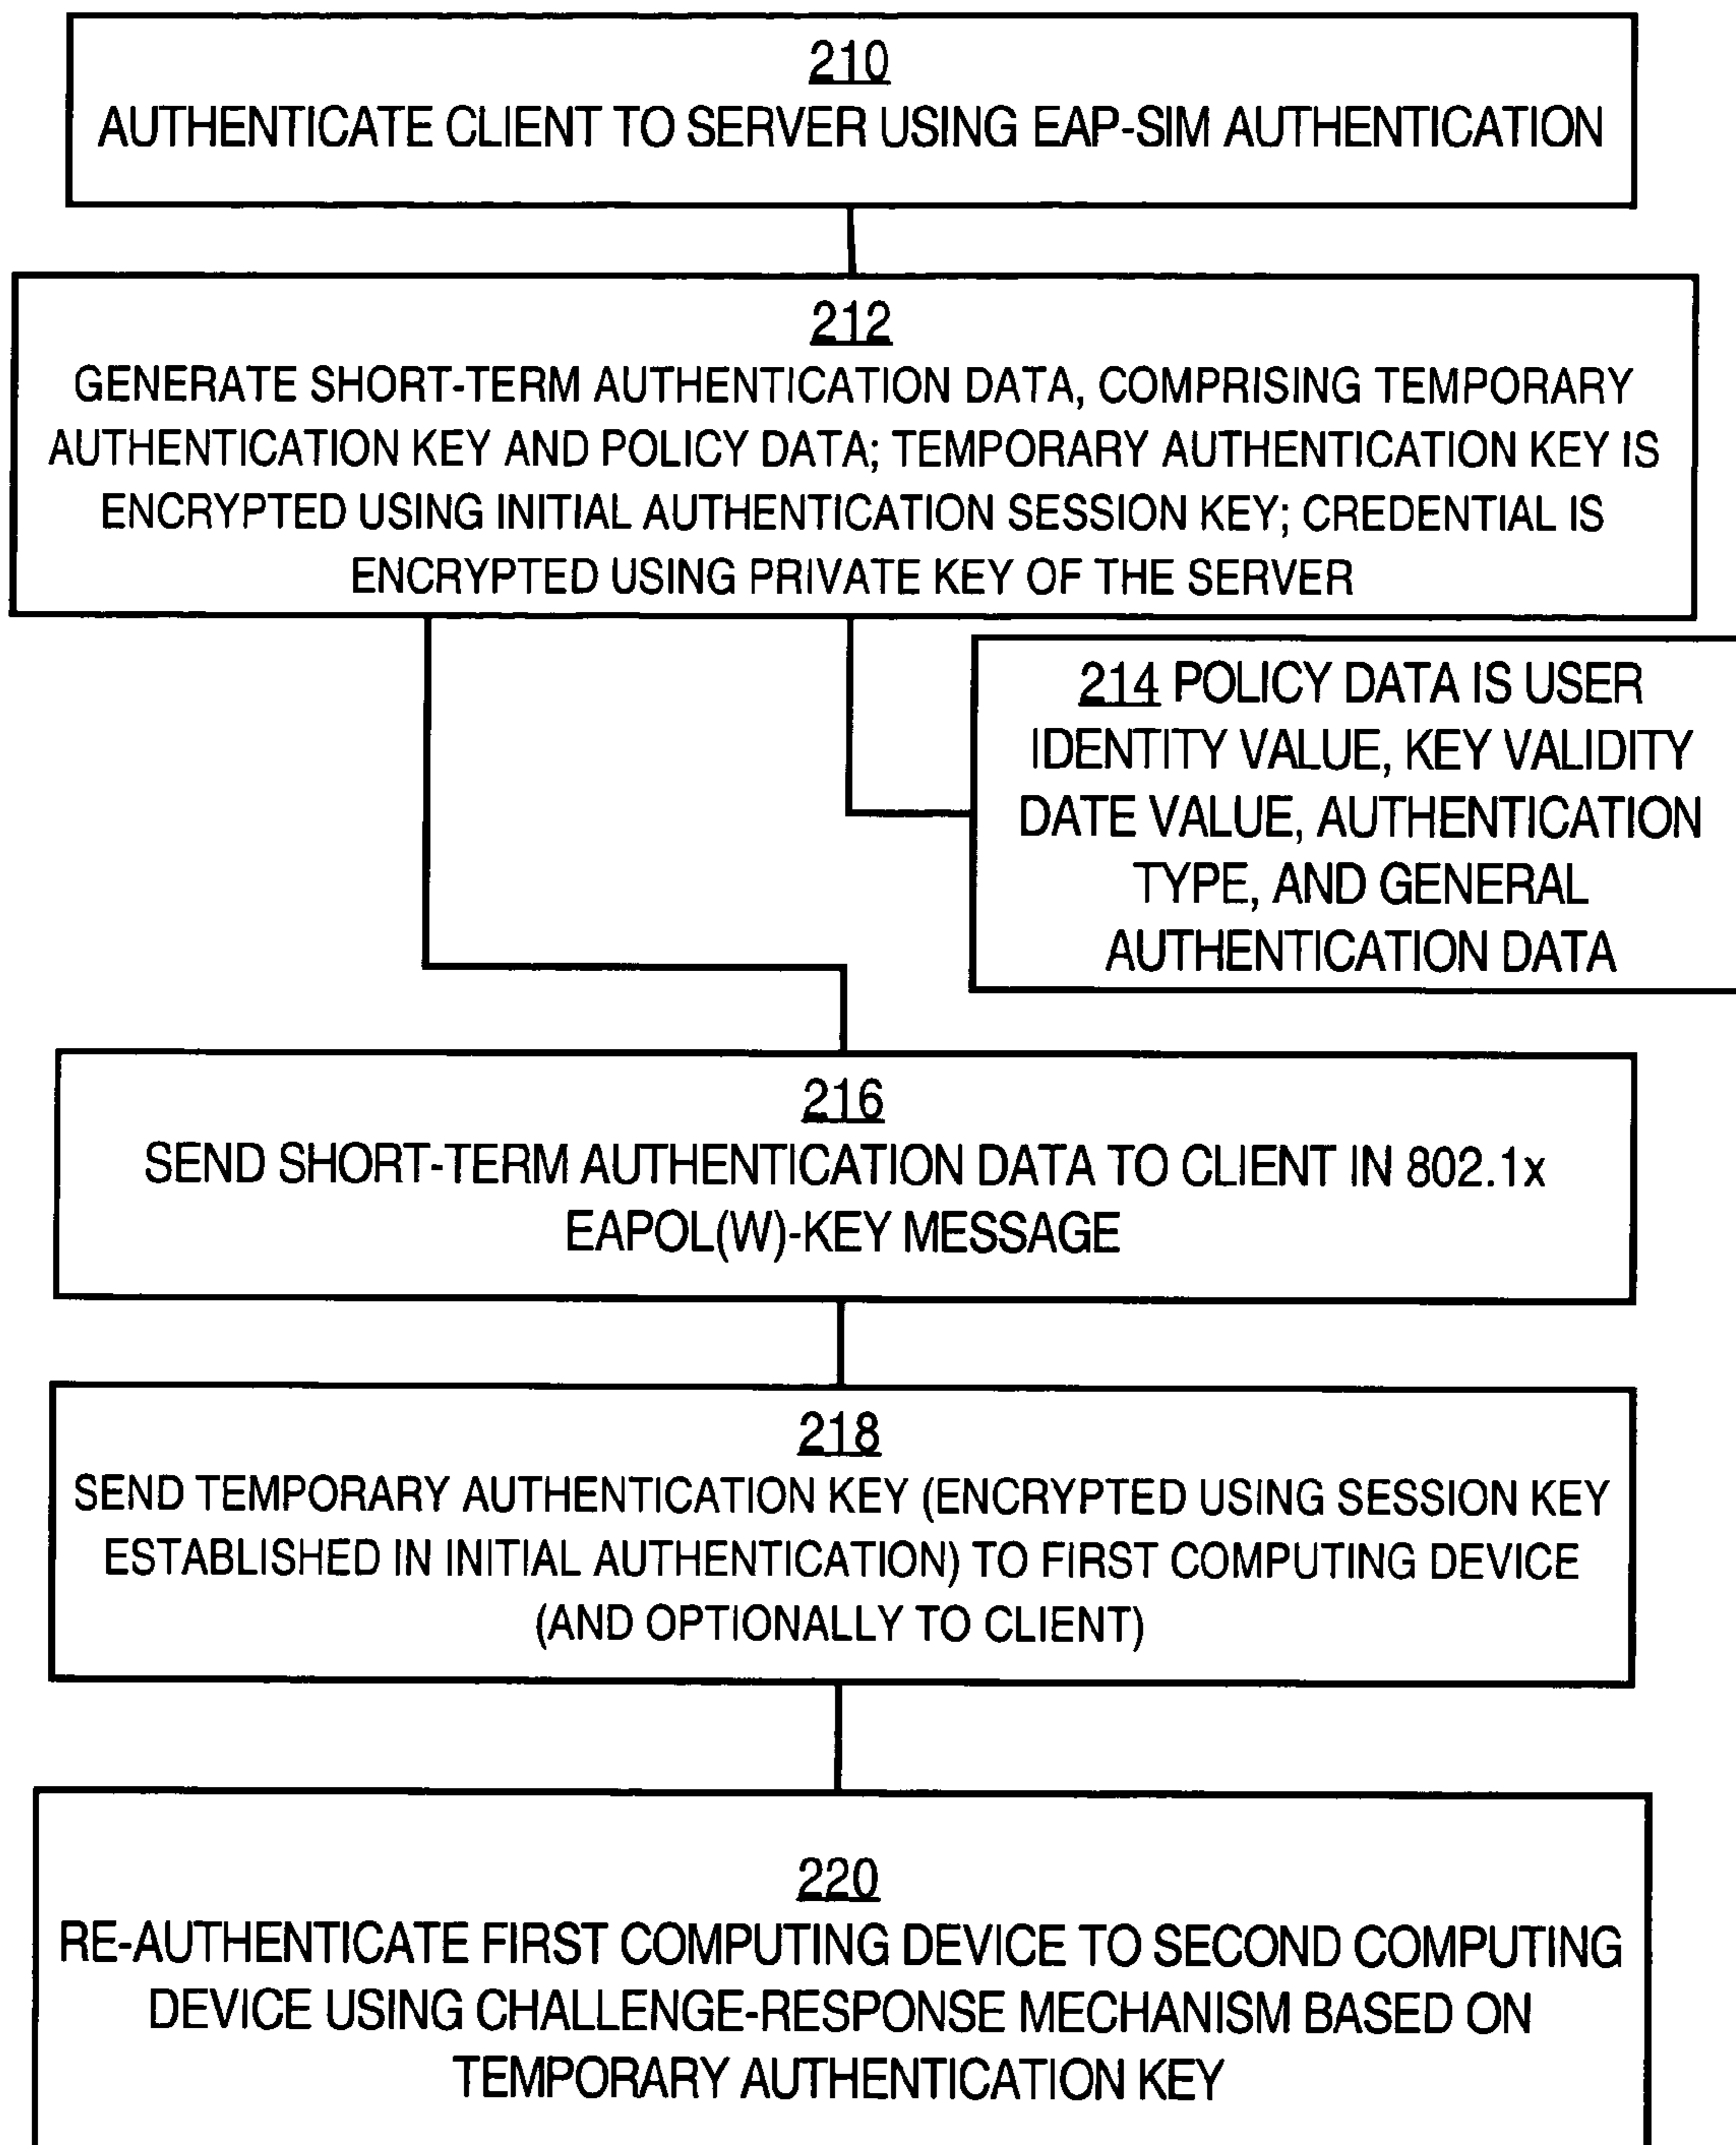 210
AUTHENTICATE CLIENT TO SERVER USING EAP-SIM AUTHENTICATION
212
GENERATE SHORT-TERM AUTHENTICATION DATA, COMPRISING TEMPORARY
AUTHENTICATION KEY AND POLICY DATA; TEMPORARY AUTHENTICATION KEY IS
ENCRYPTED USING INITIAL AUTHENTICATION SESSION KEY; CREDENTIAL IS
ENCRYPTED USING PRIVATE KEY OF THE SERVER
214 POLICY DATA IS USER
IDENTITY VALUE, KEY VALIDITY
DATE VALUE, AUTHENTICATION
TYPE, AND GENERAL
AUTHENTICATION DATA
216
SEND SHORT-TERM AUTHENTICATION DATA TO CLIENT IN 802.1x
EAPOL(W)-KEY MESSAGE
218
SEND TEMPORARY AUTHENTICATION KEY (ENCRYPTED USING SESSION KEY
ESTABLISHED IN INITIAL AUTHENTICATION) TO FIRST COMPUTING DEVICE
(AND OPTIONALLY TO CLIENT)
220
RE-AUTHENTICATE FIRST COMPUTING DEVICE TO SECOND COMPUTING
DEVICE USING CHALLENGE-RESPONSE MECHANISM BASED ON
TEMPORARY AUTHENTICATION KEY